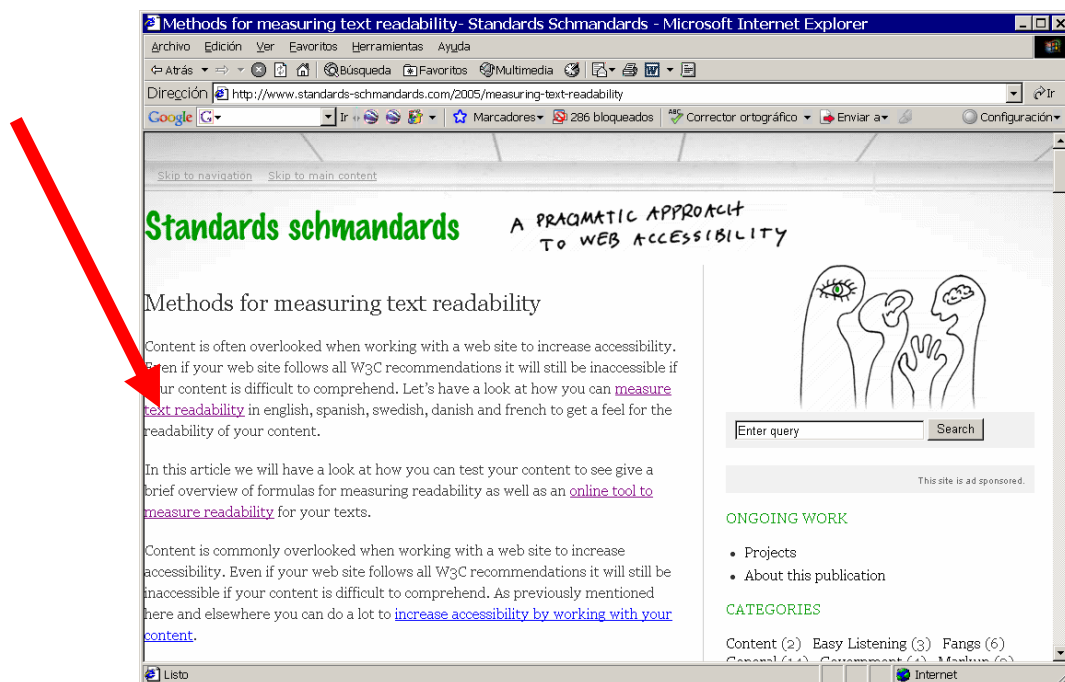 Methods for measuring text readability- Standards Schmandards - Microsoft Internet Explorer
Archivo Edición Ver Favoritos Herramientas Ayuda
Atrás Búsqueda Favoritos Multimedia
Dirección http://www.standards-schmandards.com/2005/measuring-text-readability Ir
Google G Ir Marcadores 286 bloqueados ABC Corrector ortográfico Enviar a Configuración
Skip to navigation Skip to main content
Standards schmandards
A PRAGMATIC APPROACH
TO WEB ACCESSIBILITY
Methods for measuring text readability
Content is often overlooked when working with a web site to increase accessibility.
Even if your web site follows all W3C recommendations it will still be inaccessible if
your content is difficult to comprehend. Let's have a look at how you can measure
text readability in english, spanish, swedish, danish and french to get a feel for the
readability of your content.
In this article we will have a look at how you can test your content to see give a
brief overview of formulas for measuring readability as well as an online tool to
measure readability for your texts.
Content is commonly overlooked when working with a web site to increase
accessibility. Even if your web site follows all W3C recommendations it will still be
inaccessible if your content is difficult to comprehend. As previously mentioned
here and elsewhere you can do a lot to increase accessibility by working with your
content.
Enter query Search
This site is ad sponsored.
ONGOING WORK
Projects
About this publication
CATEGORIES
Content (2) Easy Listening (3) Fangs (6)
General (14) Government (4) Markup
Listo Internet